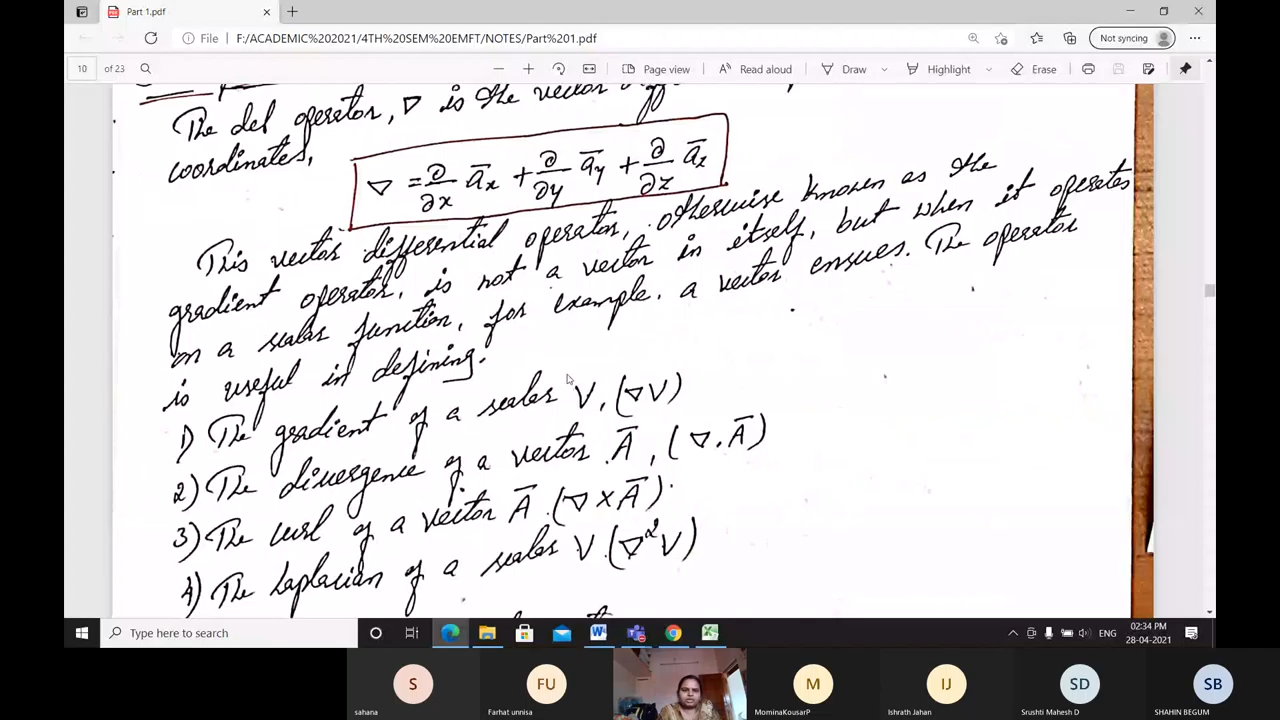 Part 1.pdf
File F:/ACADEMIC%202021/4TH%20SEM%20EMFT/NOTES/Part%201.pdf
Not syncing
10 of 23
Page view
Read aloud
Draw
Highlight
Erase
The del operator, ∇ is the vector
coordinates,
∇ = ∂/∂x a̅x + ∂/∂y a̅y + ∂/∂z a̅z
This vector differential operator, otherwise known as the
gradient operator, is not a vector in itself, but when it operates
on a scalar function, for example, a vector ensues. The operator
is useful in defining.
1) The gradient of a scalar V, (∇V)
2) The divergence of a vector A̅, (∇.A̅)
3) The curl of a vector A̅ (∇×A̅).
4) The Laplacian of a scalar V (∇²V)
Type here to search
ENG
02:34 PM
28-04-2021
S
FU
M
IJ
SD
SB
sahana
Farhat unnisa
MominaKousarP
Ishrath Jahan
Srushti Mahesh D
SHAHIN BEGUM